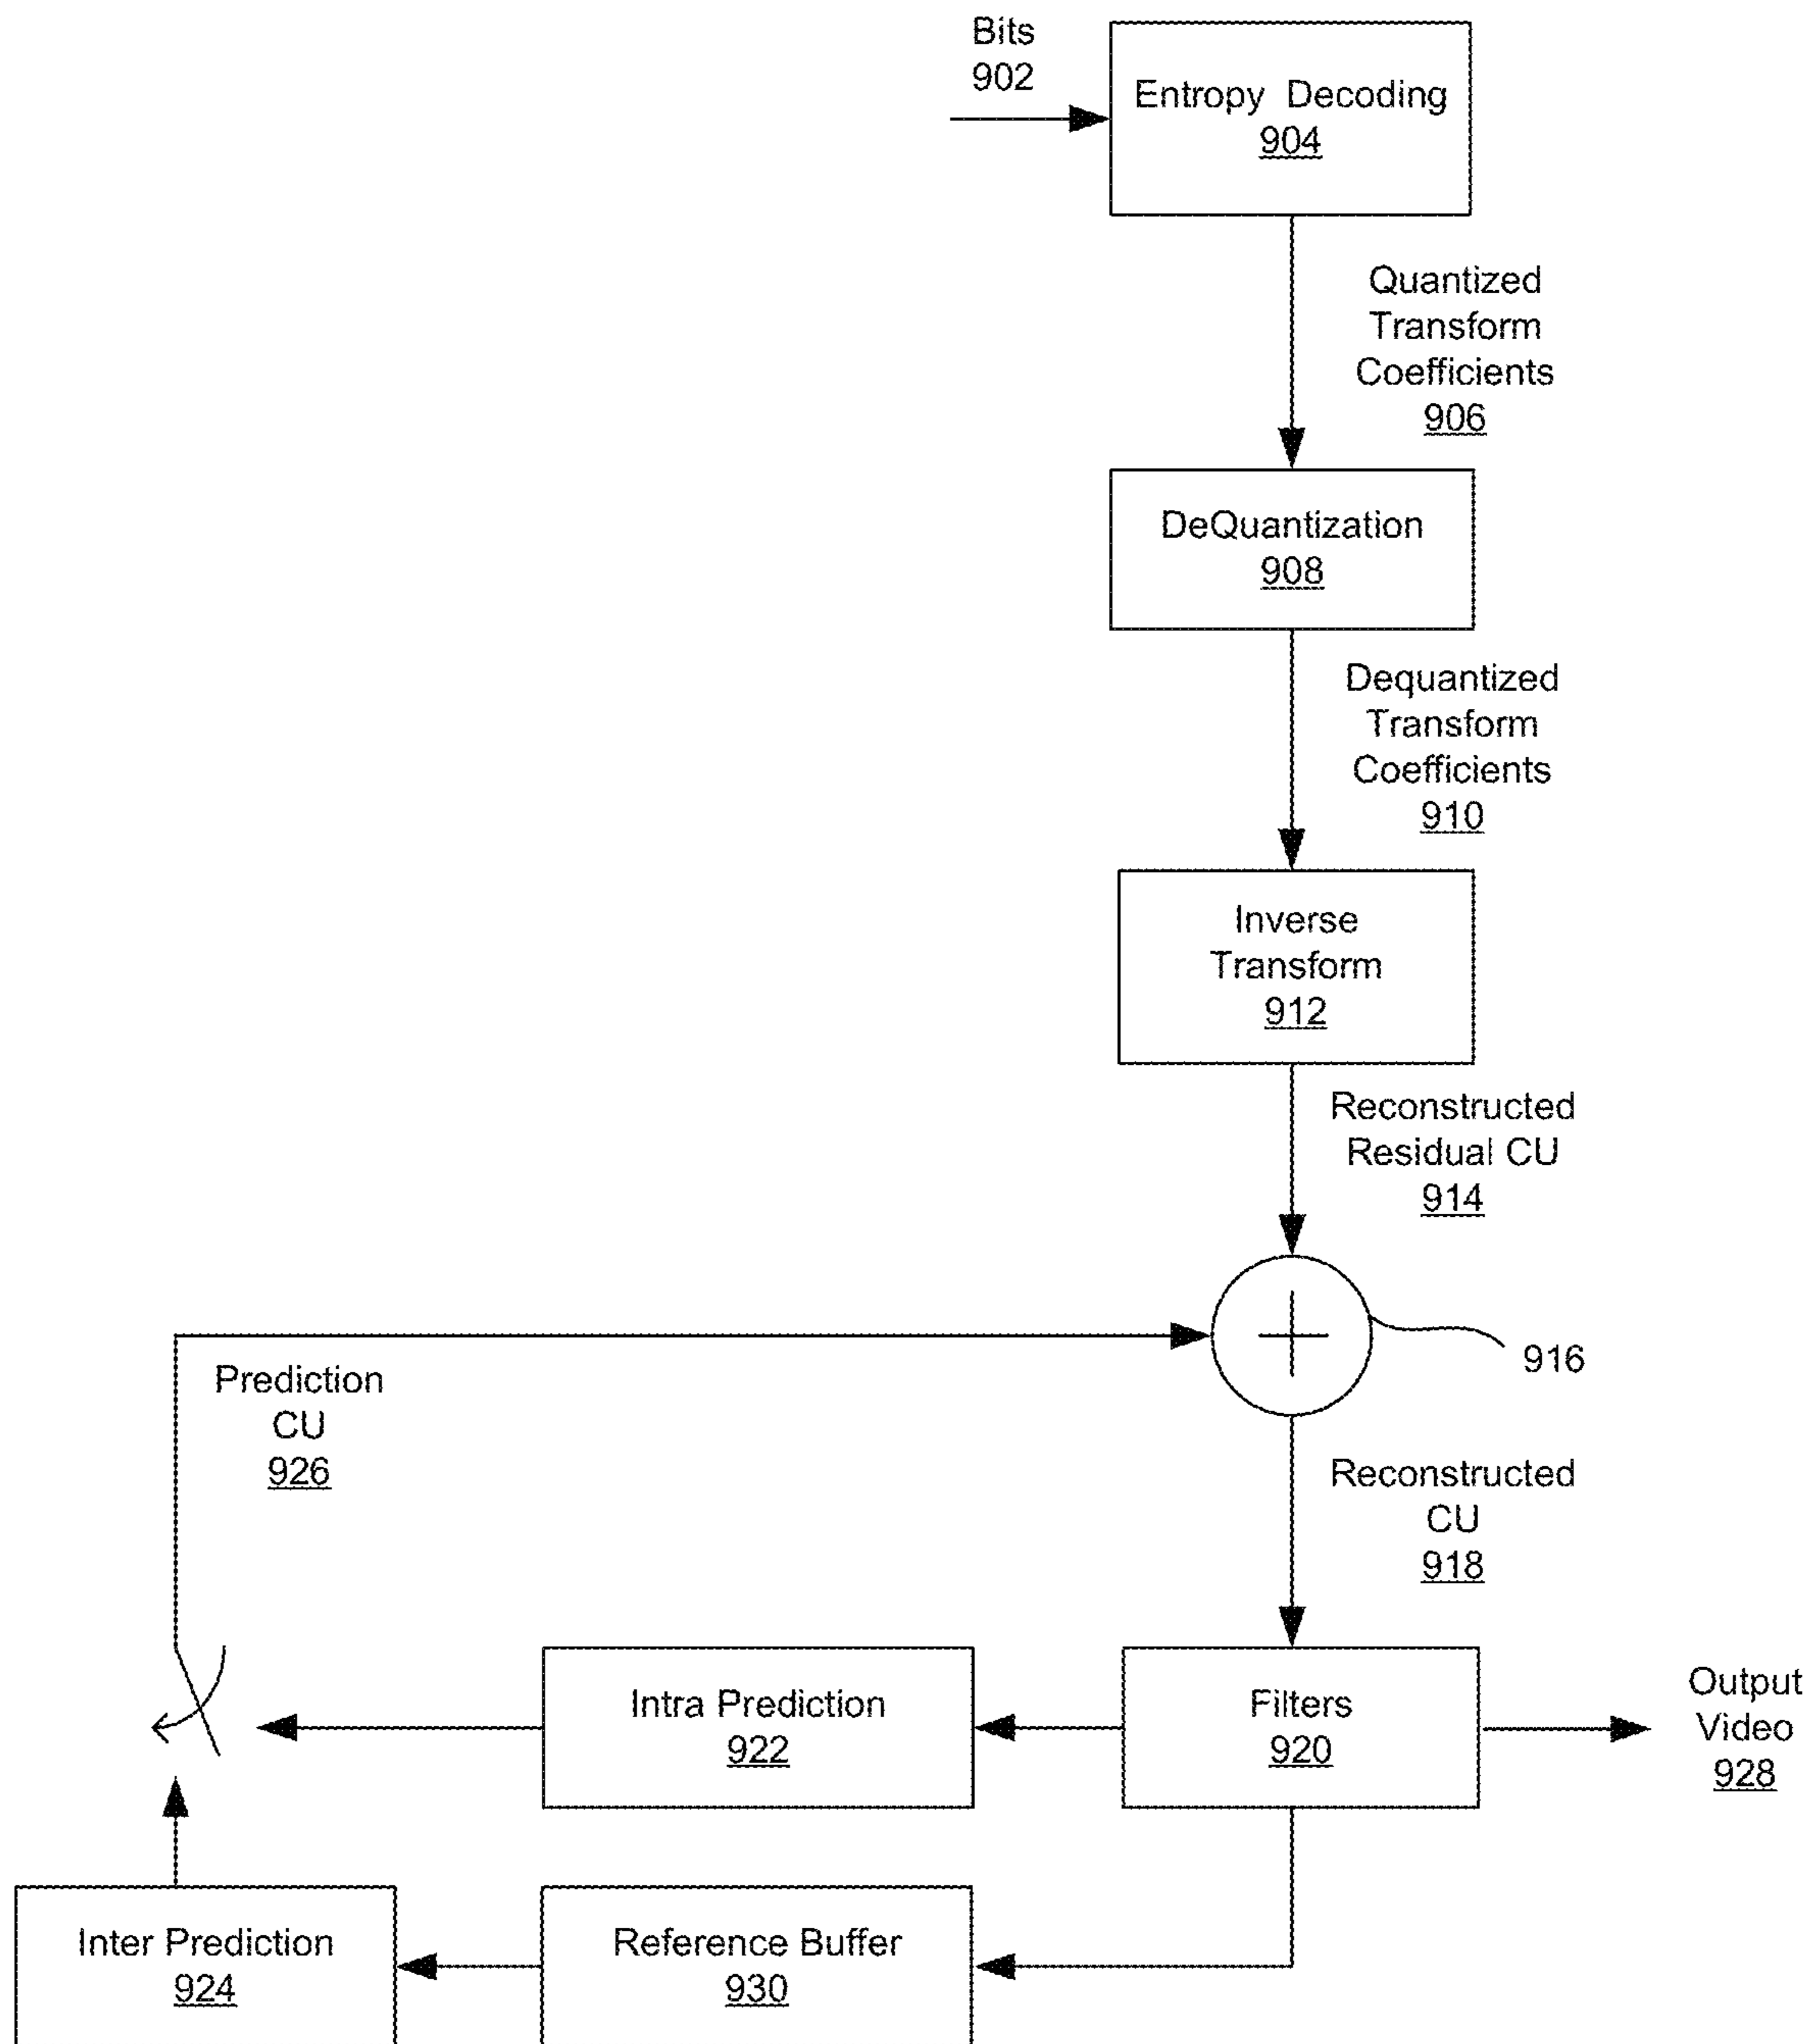 Bits
902
Entropy Decoding
904
Quantized
Transform
Coefficients
906
DeQuantization
908
Dequantized
Transform
Coefficients
910
Inverse
Transform
912
Reconstructed
Residual CU
914
916
Prediction
CU
926
Reconstructed
CU
918
Intra Prediction
922
Filters
920
Output
Video
928
Inter Prediction
924
Reference Buffer
930